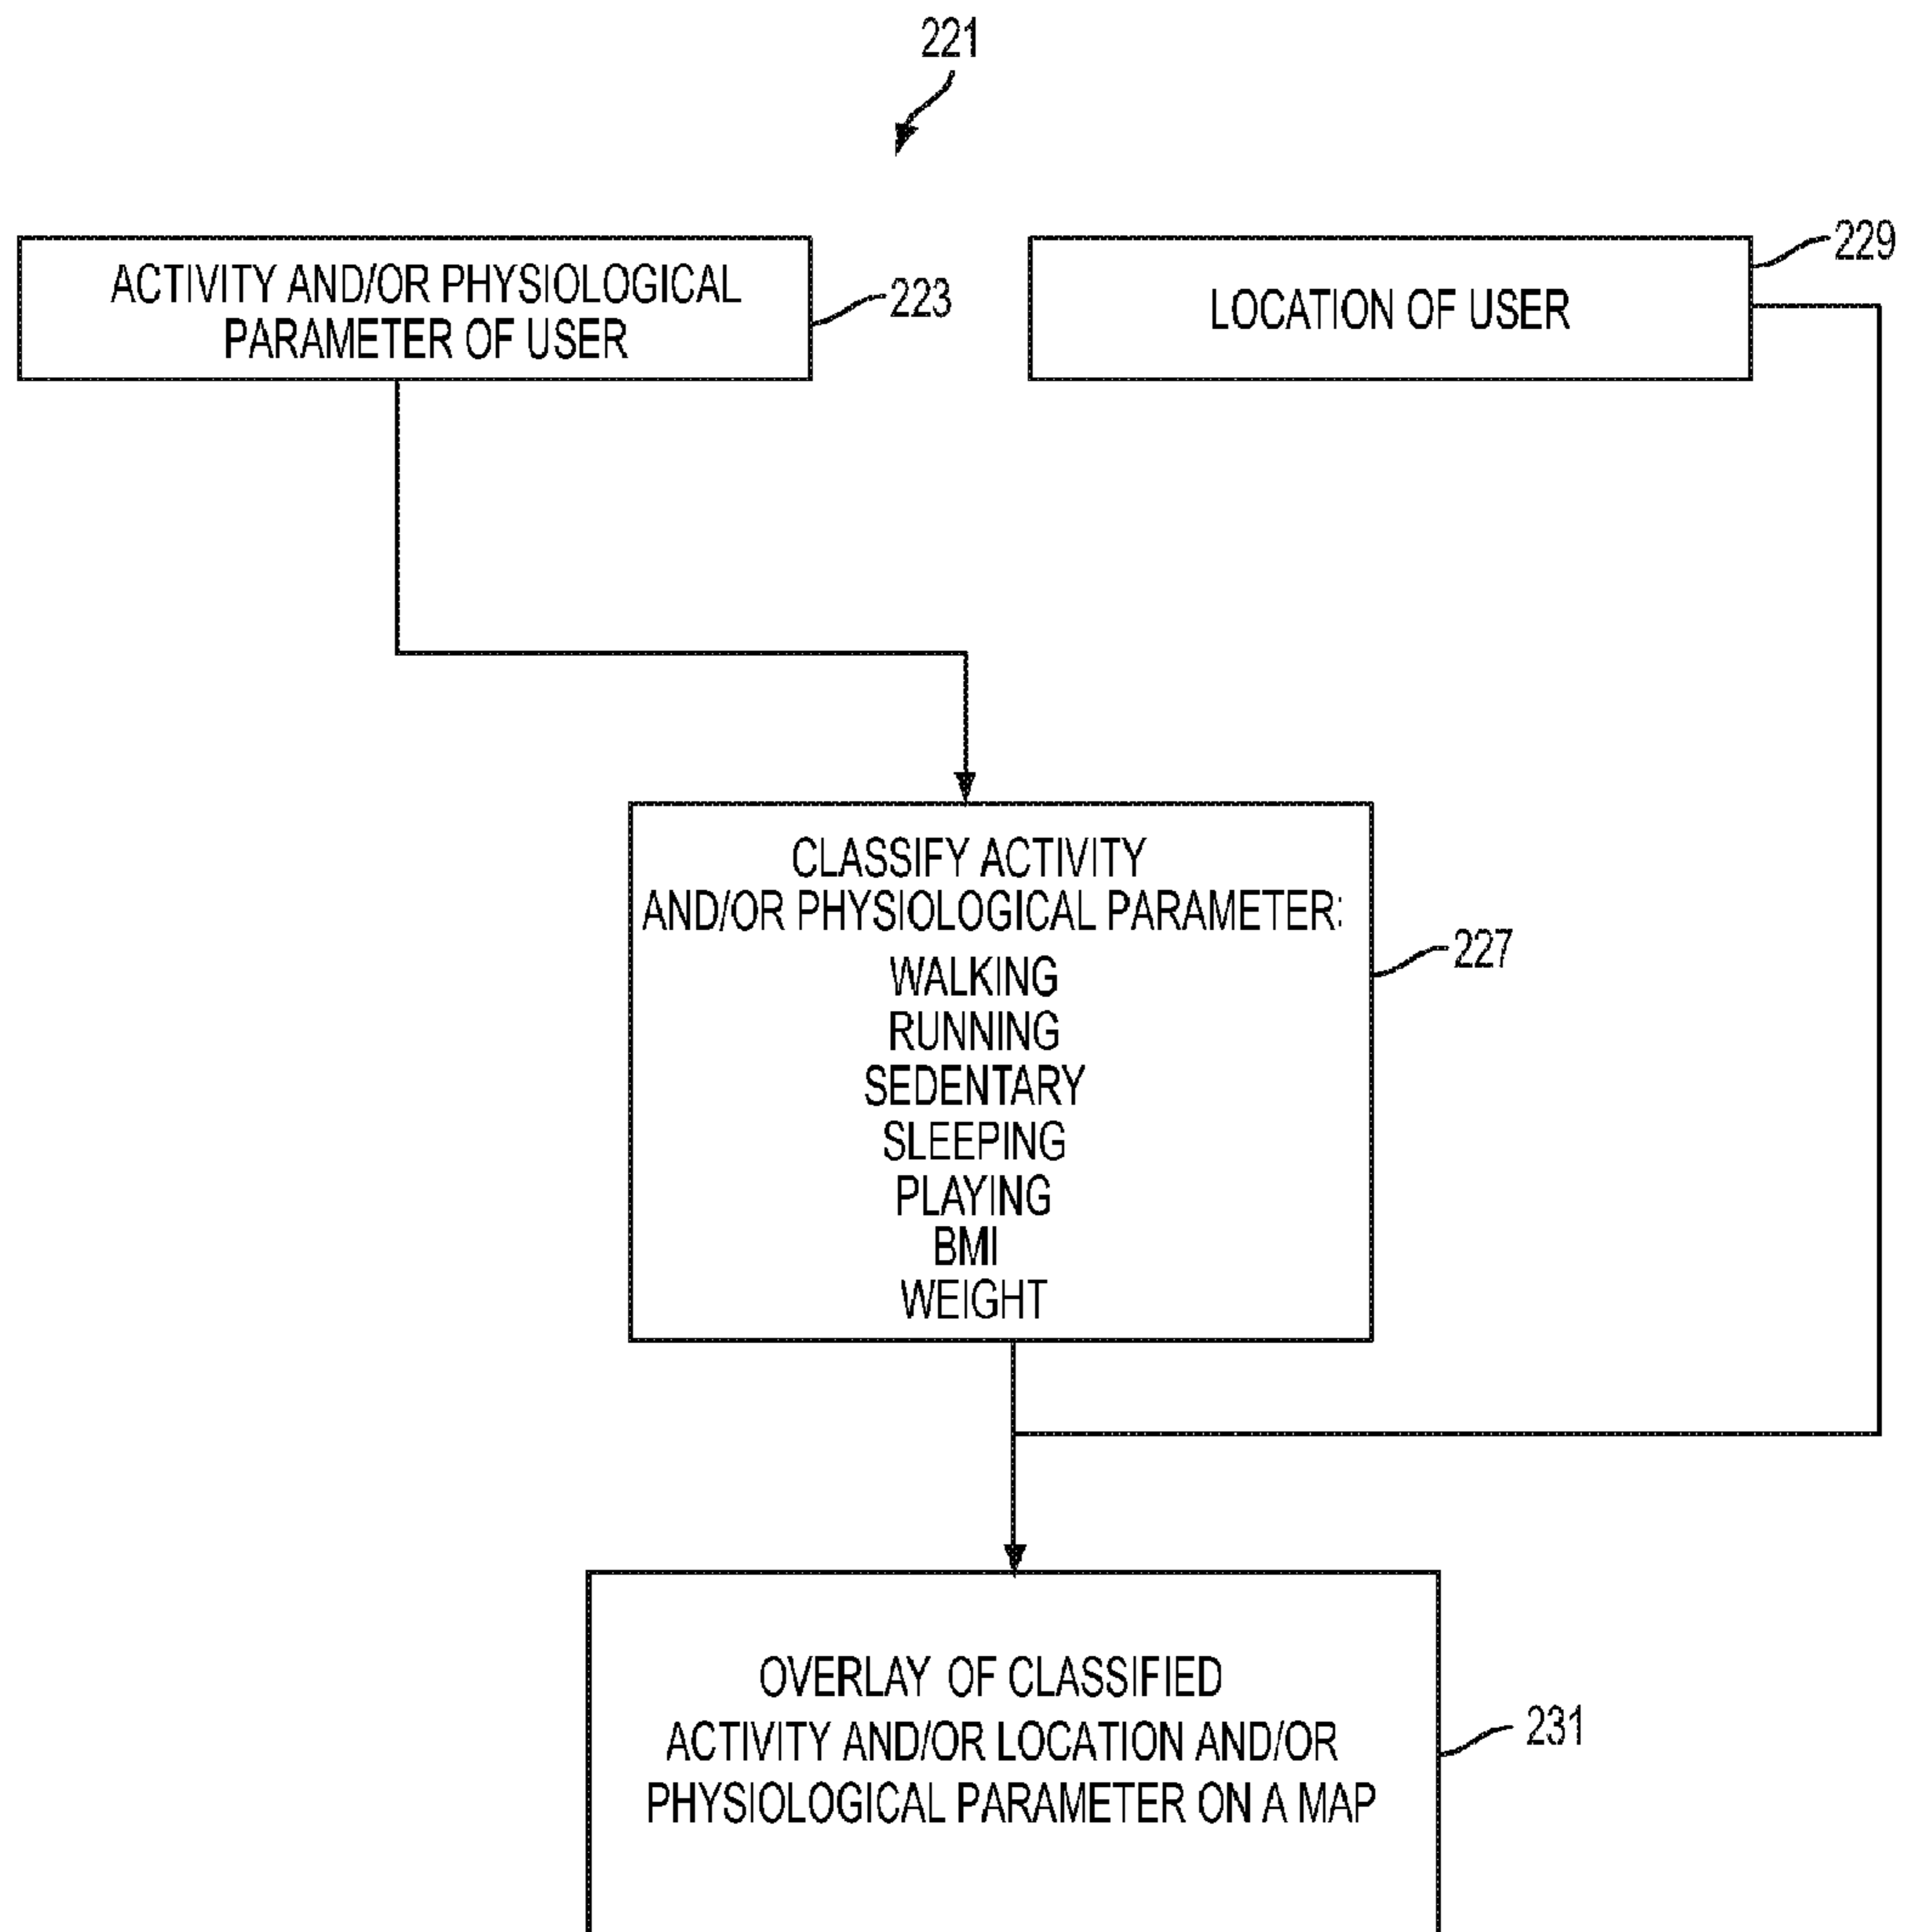 221
ACTIVITY AND/OR PHYSIOLOGICAL
PARAMETER OF USER
223
LOCATION OF USER
229
CLASSIFY ACTIVITY
AND/OR PHYSIOLOGICAL PARAMETER:
WALKING
RUNNING
SEDENTARY
SLEEPING
PLAYING
BMI
WEIGHT
227
OVERLAY OF CLASSIFIED
ACTIVITY AND/OR LOCATION AND/OR
PHYSIOLOGICAL PARAMETER ON A MAP
231